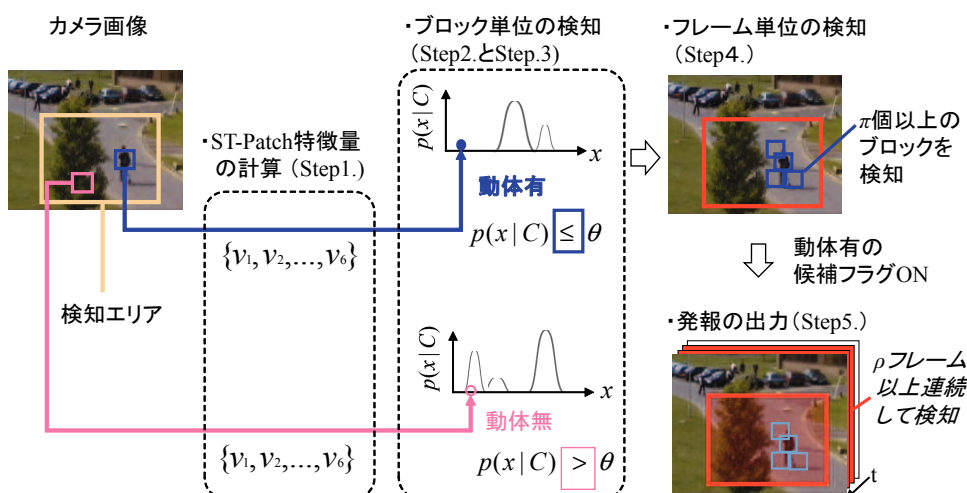 カメラ画像
検知エリア
・ST-Patch特徴量
の計算 (Step1.)
{v₁,v₂,...,v₆}
{v₁,v₂,...,v₆}
・ブロック単位の検知
(Step2.とStep.3)
p(x|C)
x
動体有
p(x|C) ≤ θ
p(x|C)
x
動体無
p(x|C) > θ
・フレーム単位の検知
(Step4.)
π個以上の
ブロックを
検知
動体有の
候補フラグON
・発報の出力(Step5.)
ρフレーム
以上連続
して検知
t